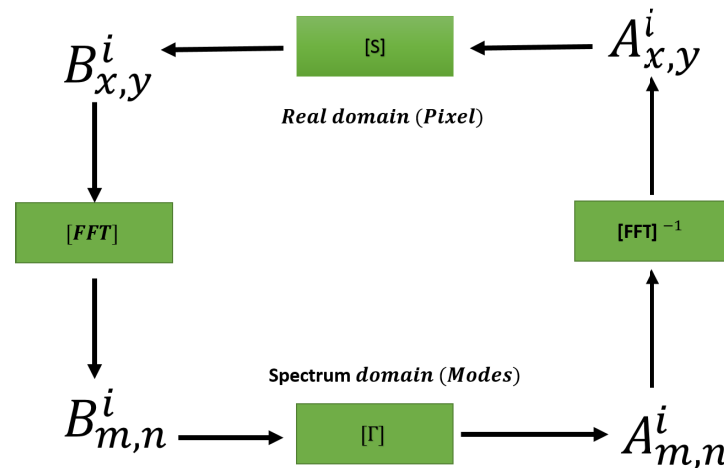 B^i_{x,y} [S] A^i_{x,y}
Real domain (Pixel)
[FFT] [FFT]^{-1}
Spectrum domain (Modes)
B^i_{m,n} [Γ] A^i_{m,n}